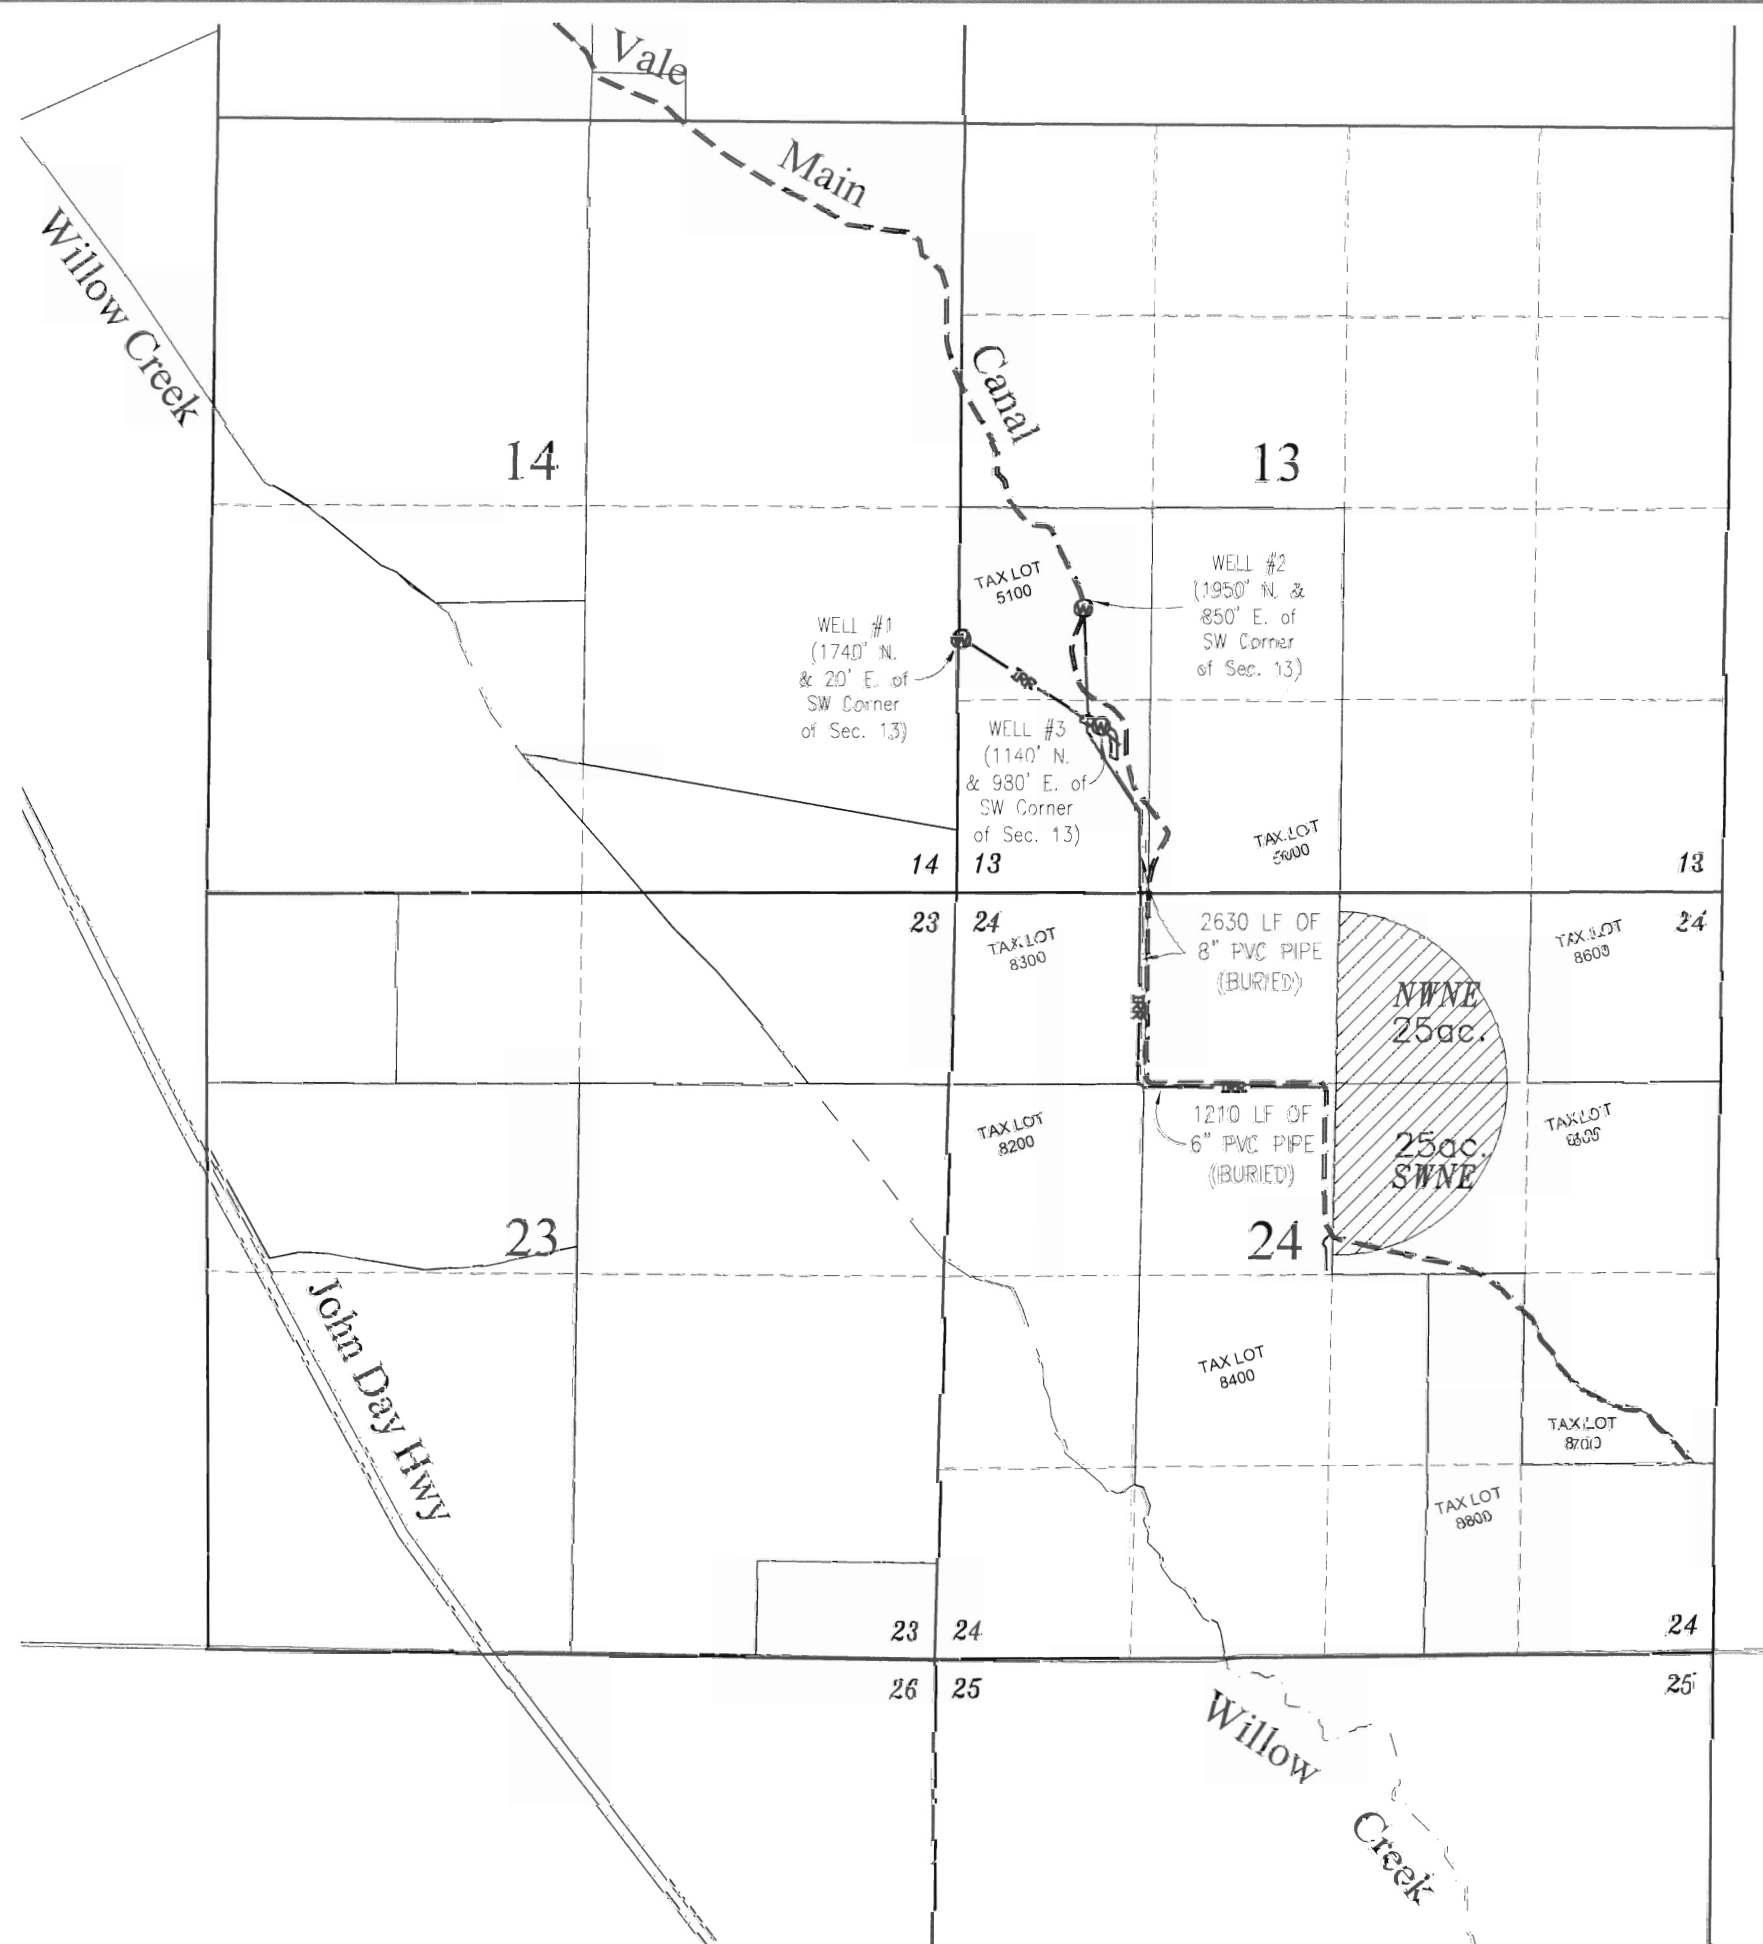 Vale
Main
Canal
Willow Creek
14
13
TAX LOT
5100
WELL #2
(1950' N. &
850' E. of
SW Corner
of Sec. 13)
WELL #1
(1740' N.
& 20' E. of
SW Corner
of Sec. 13)
IRR
WELL #3
(1140' N.
& 980' E. of
SW Corner
of Sec. 13)
TAX LOT
14
13
13
23
24
24
TAX LOT
8300
2630 LF OF
8" PVC PIPE
(BURIED)
TAX LOT
8600
NWNE
25ac.
IRR
IRR
TAX LOT
8200
1210 LF OF
6" PVC PIPE
(BURIED)
25ac.
SWNE
TAX LOT
23
24
John Day Hwy
TAX LOT
8400
TAX LOT
8700
TAX LOT
23
24
24
26
25
25
Willow
Creek
W
W
W